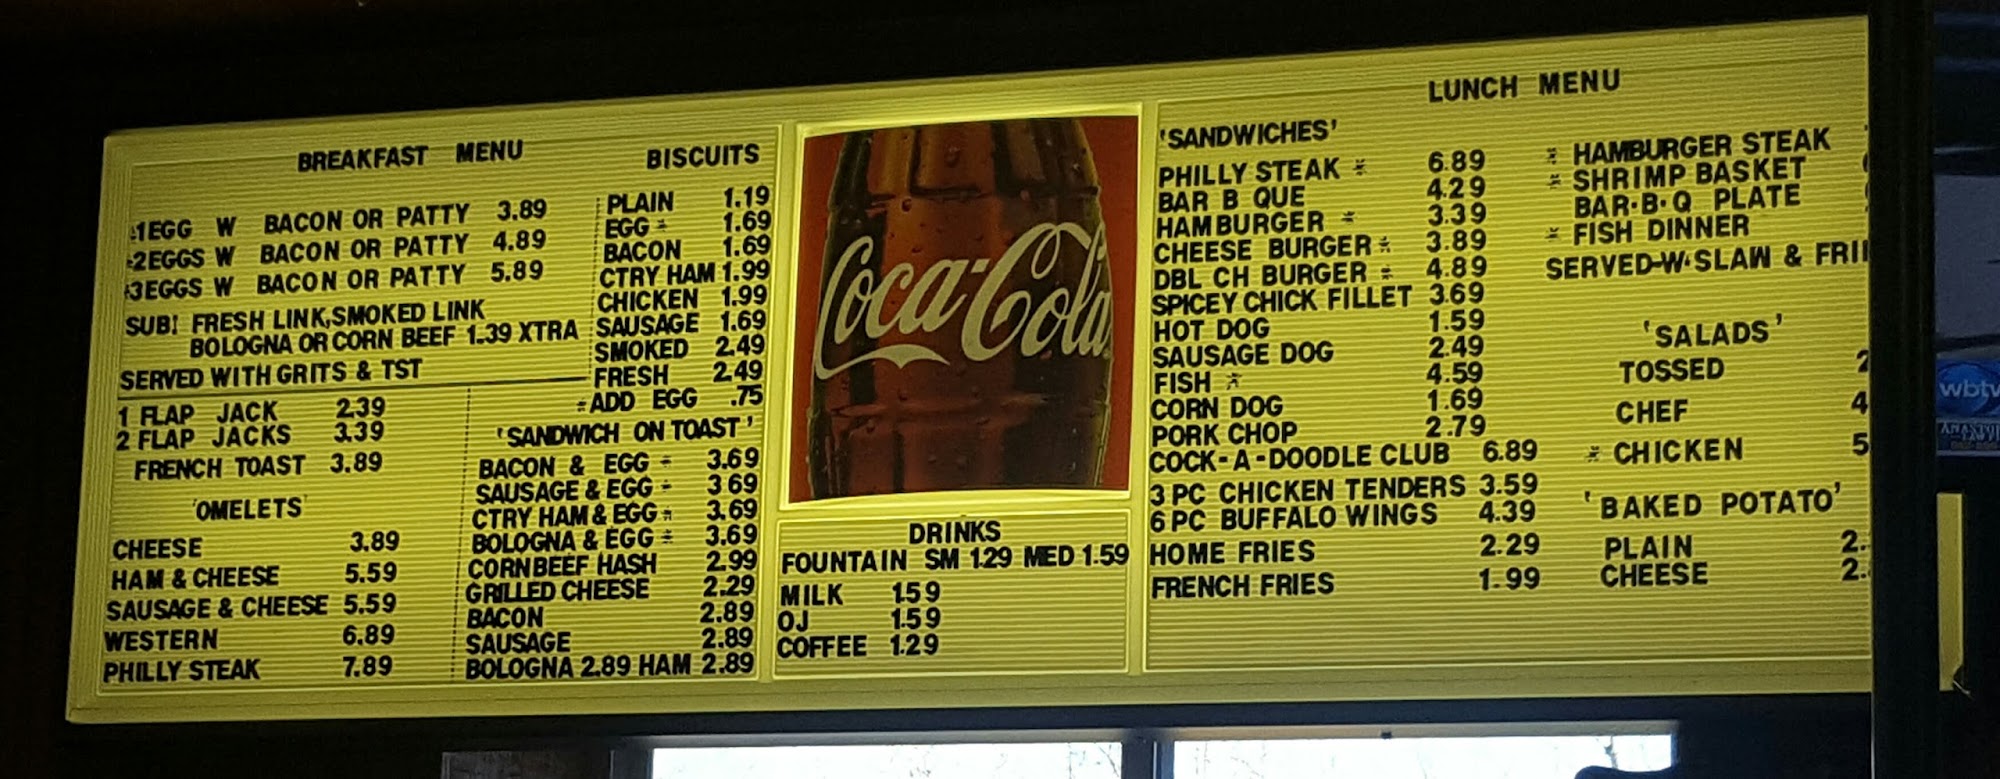 BREAKFAST MENU
1EGG W BACON OR PATTY 3.89
2EGGS W BACON OR PATTY 4.89
3EGGS W BACON OR PATTY 5.89
SUB! FRESH LINK,SMOKED LINK
BOLOGNA OR CORN BEEF 1.39 XTRA
SERVED WITH GRITS & TST
1 FLAP JACK 2.39
2 FLAP JACKS 3.39
FRENCH TOAST 3.89
'OMELETS
CHEESE 3.89
HAM & CHEESE 5.59
SAUSAGE & CHEESE 5.59
WESTERN 6.89
PHILLY STEAK 7.89
BISCUITS
PLAIN 1.19
EGG * 1.69
BACON 1.69
CTRY HAM 1.99
CHICKEN 1.99
SAUSAGE 1.69
SMOKED 2.49
FRESH 2.49
*ADD EGG .75
'SANDWICH ON TOAST'
BACON & EGG * 3.69
SAUSAGE & EGG * 3.69
CTRY HAM & EGG * 3.69
BOLOGNA & EGG * 3.69
CORNBEEF HASH 2.99
GRILLED CHEESE 2.29
BACON 2.89
SAUSAGE 2.89
BOLOGNA 2.89 HAM 2.89
Coca-Cola
DRINKS
FOUNTAIN SM 1.29 MED 1.59
MILK 1.59
OJ 1.59
COFFEE 1.29
LUNCH MENU
'SANDWICHES'
PHILLY STEAK * 6.89
BAR B QUE 4.29
HAMBURGER * 3.39
CHEESE BURGER * 3.89
DBL CH BURGER * 4.89
SPICEY CHICK FILLET 3.69
HOT DOG 1.59
SAUSAGE DOG 2.49
FISH * 4.59
CORN DOG 1.69
PORK CHOP 2.79
COCK-A-DOODLE CLUB 6.89
3 PC CHICKEN TENDERS 3.59
6 PC BUFFALO WINGS 4.39
HOME FRIES 2.29
FRENCH FRIES 1.99
* HAMBURGER STEAK
* SHRIMP BASKET
BAR-B-Q PLATE
* FISH DINNER
SERVED-W-SLAW & FRI
'SALADS'
TOSSED 2
CHEF 4
* CHICKEN 5
'BAKED POTATO'
PLAIN 2.
CHEESE 2.
wbtv